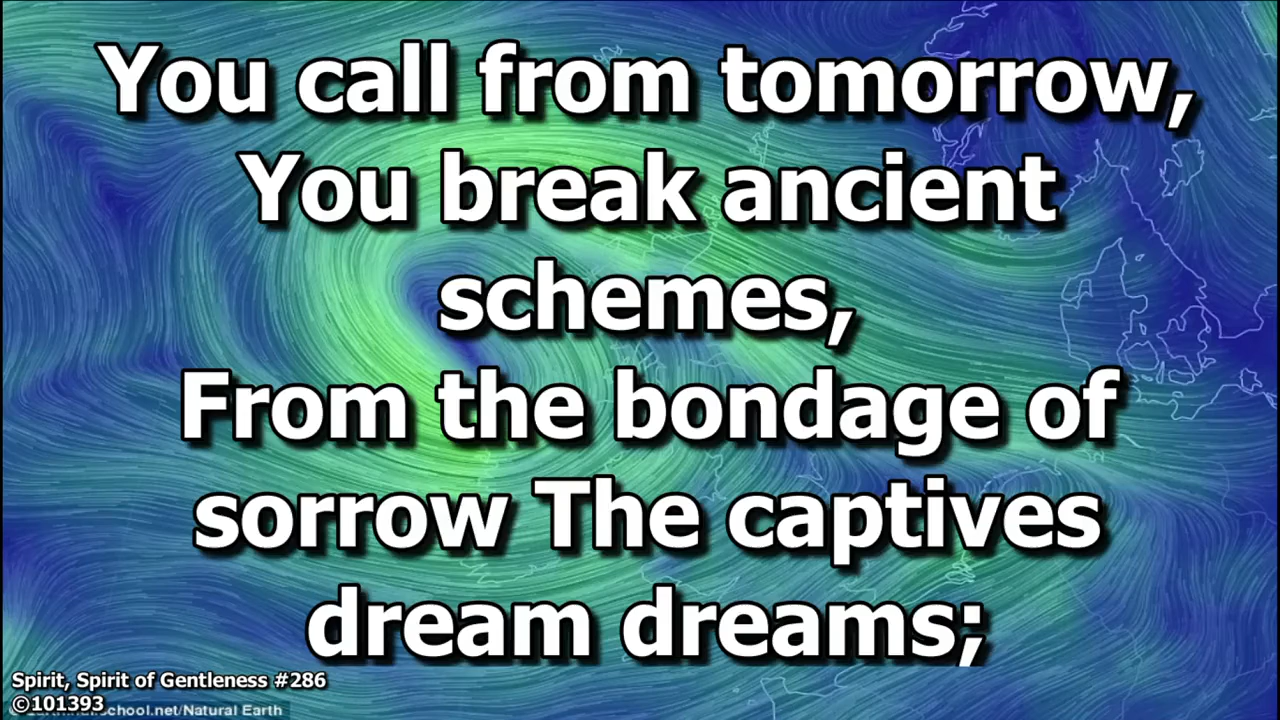 You call from tomorrow,
You break ancient
schemes,
From the bondage of
sorrow The captives
dream dreams;
Spirit, Spirit of Gentleness #286
©101393
school.net/Natural Earth